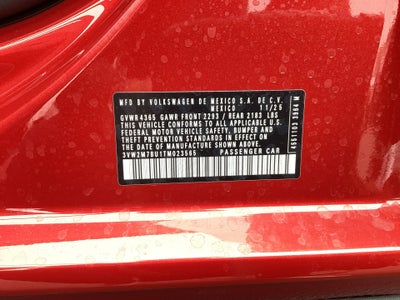 MFD BY VOLKSWAGEN DE MEXICO S.A. DE C.V.
MEXICO 11/25
GVWR 4365 GAWR FRONT 2293 / REAR 2183 LBS
THIS VEHICLE CONFORMS TO ALL APPLICABLE
FEDERAL MOTOR VEHICLE SAFETY, BUMPER AND
THEFT PREVENTION STANDARDS IN EFFECT ON
THE DATE OF MANUFACTURE SHOWN ABOVE.
3VW2M7BU1TM023565 PASSENGER CAR
4651103 3964 M